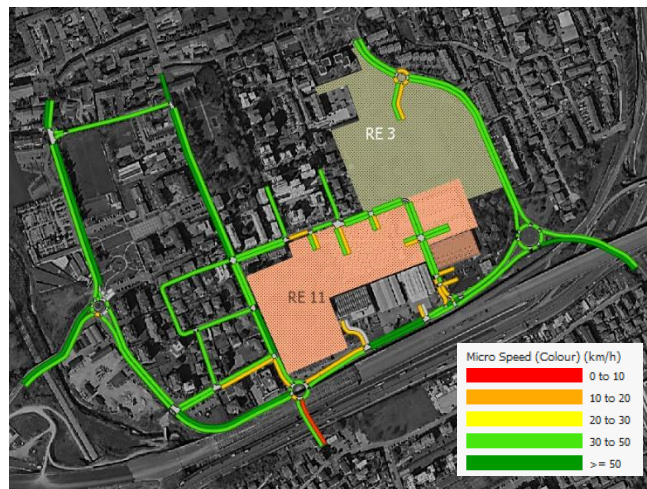 RE 3
RE 11
Micro Speed (Colour) (km/h)
0 to 10
10 to 20
20 to 30
30 to 50
>= 50